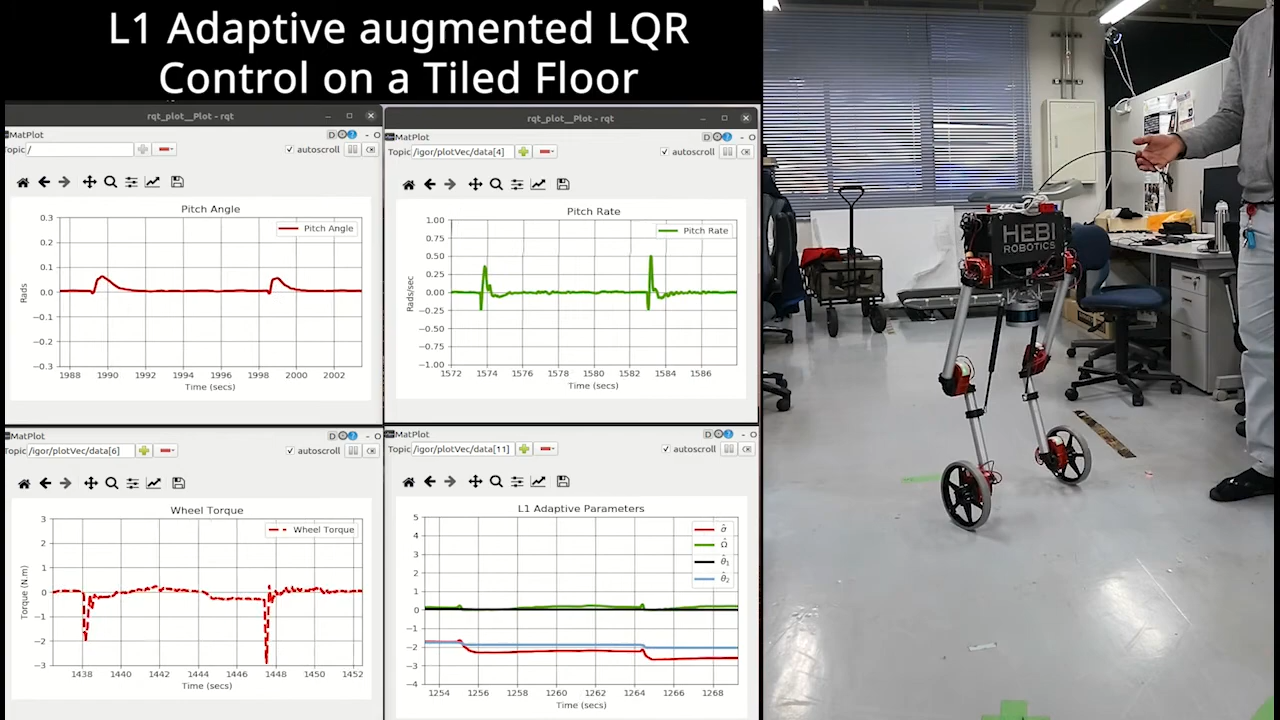 L1 Adaptive augmented LQR
Control on a Tiled Floor
rqt_plot__Plot - rqt
MatPlot
D
- O
Topic /
autoscroll
Pitch Angle
Pitch Angle
0.3
0.2
0.1
0.0
−0.1
−0.2
−0.3
Rads
1988 1990 1992 1994 1996 1998 2000 2002
Time (secs)
rqt_plot__Plot - rqt
MatPlot
D
- O
Topic /igor/plotVec/data[4]
autoscroll
Pitch Rate
Pitch Rate
1.00
0.75
0.50
0.25
0.00
−0.25
−0.50
−0.75
−1.00
Rads/sec
1572 1574 1576 1578 1580 1582 1584 1586
Time (secs)
MatPlot
D
- O
Topic /igor/plotVec/data[6]
autoscroll
Wheel Torque
Wheel Torque
3
2
1
0
−1
−2
−3
Torque (N.m)
1438 1440 1442 1444 1446 1448 1450 1452
Time (secs)
MatPlot
D
- O
Topic /igor/plotVec/data[11]
autoscroll
L1 Adaptive Parameters
σ̂
Ω̂
θ̂₁
θ̂₂
5
4
3
2
1
0
−1
−2
−3
−4
1254 1256 1258 1260 1262 1264 1266 1268
Time (secs)
HEBI
ROBOTICS